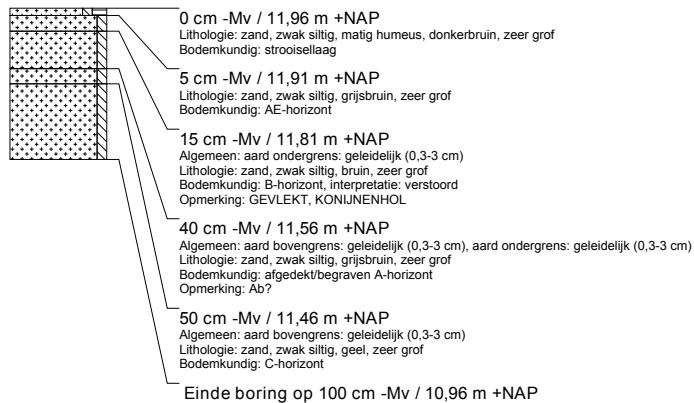 0 cm -Mv / 11,96 m +NAP
Lithologie: zand, zwak siltig, matig humeus, donkerbruin, zeer grof
Bodemkundig: strooisellaag
5 cm -Mv / 11,91 m +NAP
Lithologie: zand, zwak siltig, grijsbruin, zeer grof
Bodemkundig: AE-horizont
15 cm -Mv / 11,81 m +NAP
Algemeen: aard ondergrens: geleidelijk (0,3-3 cm)
Lithologie: zand, zwak siltig, bruin, zeer grof
Bodemkundig: B-horizont, interpretatie: verstoord
Opmerking: GEVLEKT, KONIJNENHOL
40 cm -Mv / 11,56 m +NAP
Algemeen: aard bovengrens: geleidelijk (0,3-3 cm), aard ondergrens: geleidelijk (0,3-3 cm)
Lithologie: zand, zwak siltig, grijsbruin, zeer grof
Bodemkundig: afgedekt/begraven A-horizont
Opmerking: Ab?
50 cm -Mv / 11,46 m +NAP
Algemeen: aard bovengrens: geleidelijk (0,3-3 cm)
Lithologie: zand, zwak siltig, geel, zeer grof
Bodemkundig: C-horizont
Einde boring op 100 cm -Mv / 10,96 m +NAP